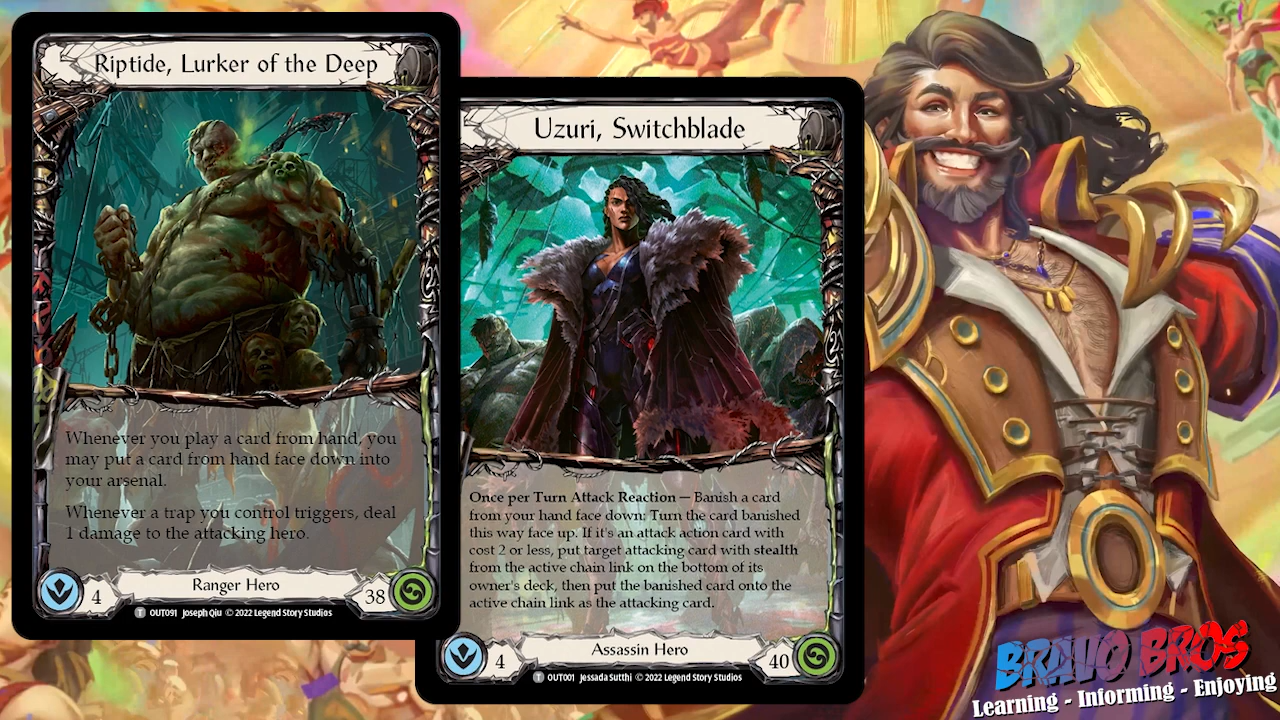 Riptide, Lurker of the Deep
Whenever you play a card from hand, you
may put a card from hand face down into
your arsenal.
Whenever a trap you control triggers, deal
1 damage to the attacking hero.
4
Ranger Hero
38
T OUT091 Joseph Qiu © 2022 Legend Story Studios
Uzuri, Switchblade
Once per Turn Attack Reaction — Banish a card
from your hand face down: Turn the card banished
this way face up. If it's an attack action card with
cost 2 or less, put target attacking card with stealth
from the active chain link on the bottom of its
owner's deck, then put the banished card onto the
active chain link as the attacking card.
4
Assassin Hero
40
T OUT001 Jessada Sutthi © 2022 Legend Story Studios
BRAVO BROS
Learning - Informing - Enjoying